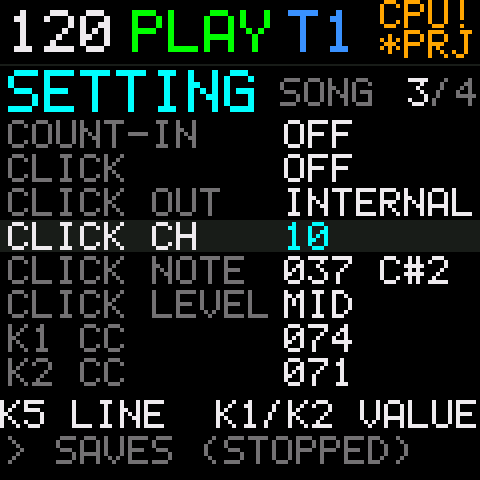 120 PLAY T1 CPU!
*PRJ
SETTING SONG 3/4
COUNT-IN OFF
CLICK OFF
CLICK OUT INTERNAL
CLICK CH 10
CLICK NOTE 037 C#2
CLICK LEVEL MID
K1 CC 074
K2 CC 071
K5 LINE K1/K2 VALUE
> SAVES (STOPPED)